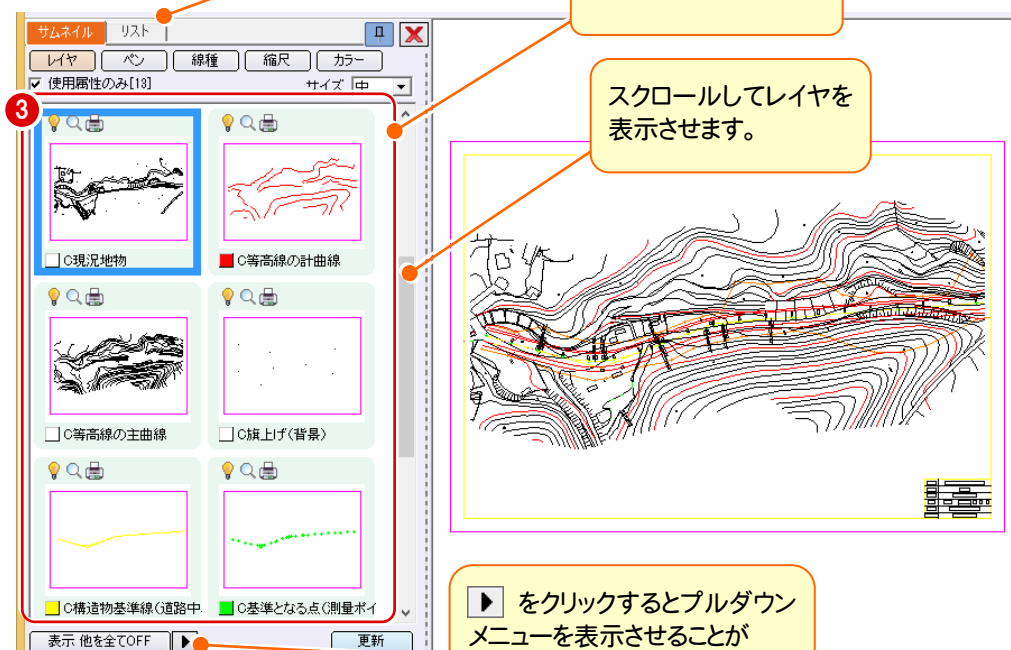 サムネイル リスト
レイヤ ペン 線種 縮尺 カラー
使用属性のみ[13] サイズ 中
3
C現況地物
C等高線の計曲線
C等高線の主曲線
C旗上げ(背景)
C構造物基準線(道路中.
C基準となる点(測量ポイ
表示 他を全てOFF 更新
スクロールしてレイヤを
表示させます。
をクリックするとプルダウン
メニューを表示させることが